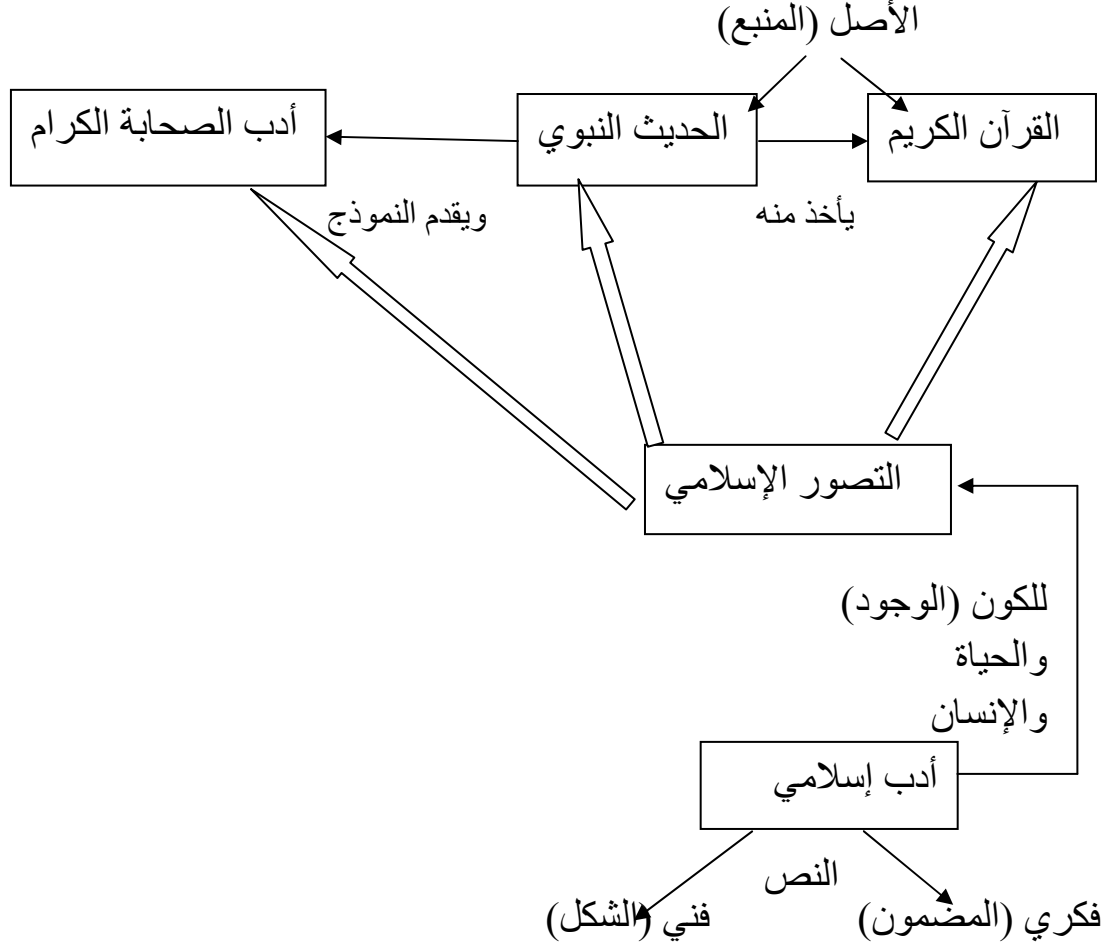 الأصل (المنبع)
القرآن الكريم
الحديث النبوي
أدب الصحابة الكرام
يأخذ منه
ويقدم النموذج
التصور الإسلامي
للكون (الوجود)
والحياة
والإنسان
أدب إسلامي
النص
فكري (المضمون)
فني (الشكل)